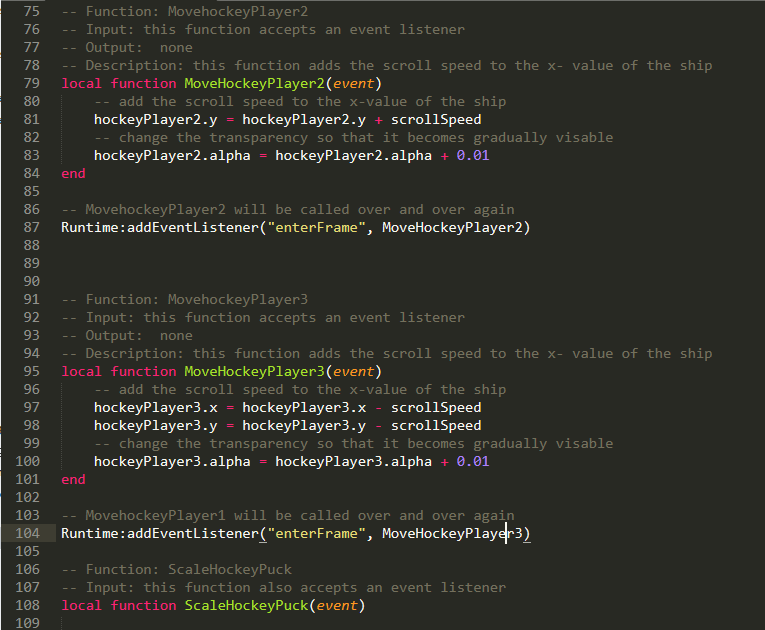 75 -- Function: MovehockeyPlayer2
76 -- Input: this function accepts an event listener
77 -- Output:  none
78 -- Description: this function adds the scroll speed to the x- value of the ship
79 local function MoveHockeyPlayer2(event)
80     -- add the scroll speed to the x-value of the ship
81     hockeyPlayer2.y = hockeyPlayer2.y + scrollSpeed
82     -- change the transparency so that it becomes gradually visable
83     hockeyPlayer2.alpha = hockeyPlayer2.alpha + 0.01
84 end
85
86 -- MovehockeyPlayer2 will be called over and over again
87 Runtime:addEventListener("enterFrame", MoveHockeyPlayer2)
88
89
90
91 -- Function: MovehockeyPlayer3
92 -- Input: this function accepts an event listener
93 -- Output:  none
94 -- Description: this function adds the scroll speed to the x- value of the ship
95 local function MoveHockeyPlayer3(event)
96     -- add the scroll speed to the x-value of the ship
97     hockeyPlayer3.x = hockeyPlayer3.x - scrollSpeed
98     hockeyPlayer3.y = hockeyPlayer3.y - scrollSpeed
99     -- change the transparency so that it becomes gradually visable
100     hockeyPlayer3.alpha = hockeyPlayer3.alpha + 0.01
101 end
102
103 -- MovehockeyPlayer1 will be called over and over again
104 Runtime:addEventListener("enterFrame", MoveHockeyPlayer3)
105
106 -- Function: ScaleHockeyPuck
107 -- Input: this function also accepts an event listener
108 local function ScaleHockeyPuck(event)
109